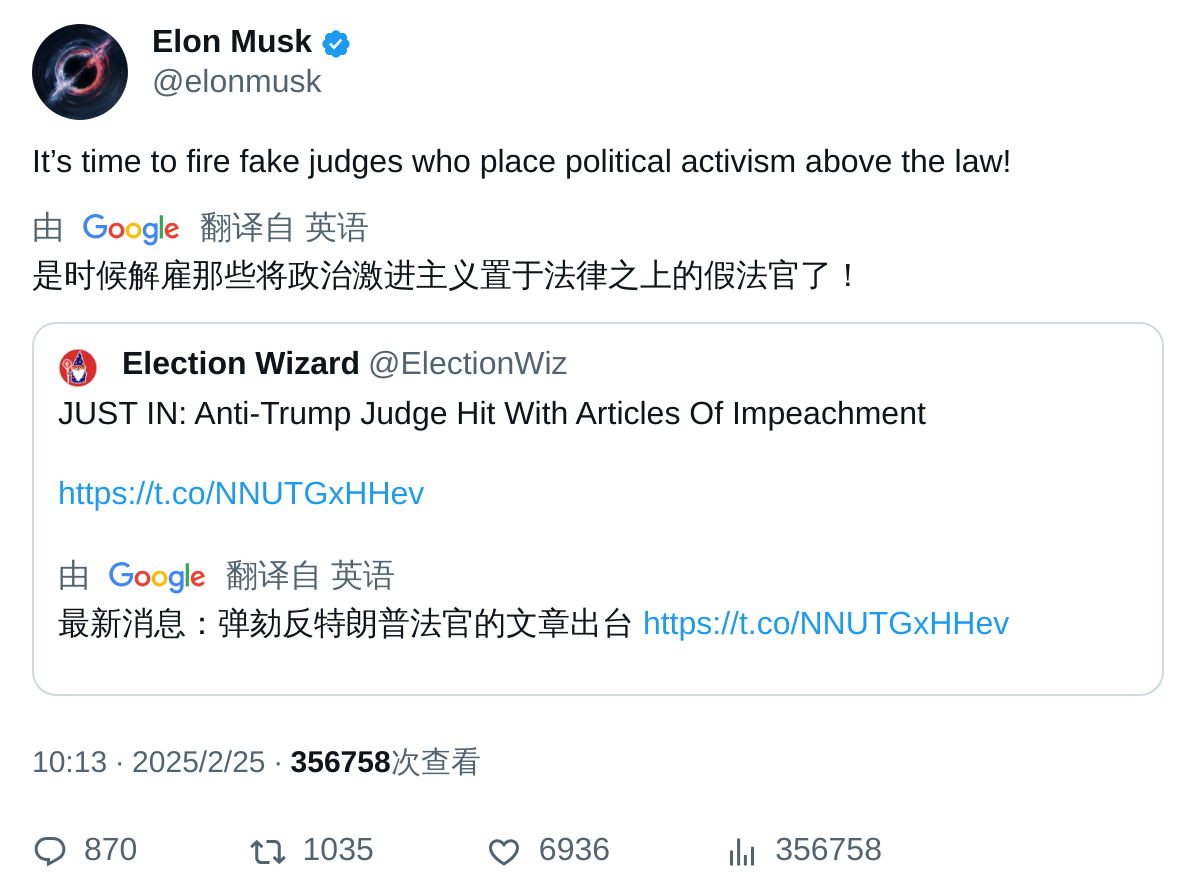 Elon Musk
@elonmusk
It’s time to fire fake judges who place political activism above the law!
由 Google 翻译自 英语
是时候解雇那些将政治激进主义置于法律之上的假法官了！
Election Wizard @ElectionWiz
JUST IN: Anti-Trump Judge Hit With Articles Of Impeachment
https://t.co/NNUTGxHHev
由 Google 翻译自 英语
最新消息：弹劾反特朗普法官的文章出台 https://t.co/NNUTGxHHev
10:13 · 2025/2/25 · 356758次查看
870 1035 6936 356758